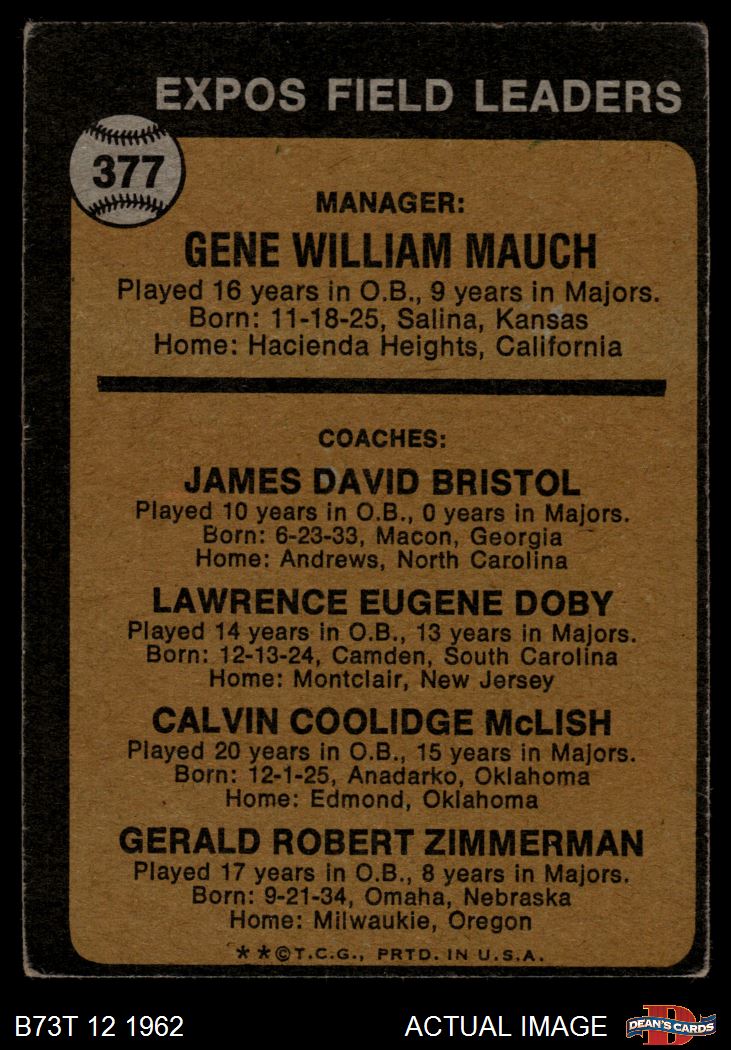 EXPOS FIELD LEADERS
377
MANAGER:
GENE WILLIAM MAUCH
Played 16 years in O.B., 9 years in Majors.
Born: 11-18-25, Salina, Kansas
Home: Hacienda Heights, California
COACHES:
JAMES DAVID BRISTOL
Played 10 years in O.B., 0 years in Majors.
Born: 6-23-33, Macon, Georgia
Home: Andrews, North Carolina
LAWRENCE EUGENE DOBY
Played 14 years in O.B., 13 years in Majors.
Born: 12-13-24, Camden, South Carolina
Home: Montclair, New Jersey
CALVIN COOLIDGE McLISH
Played 20 years in O.B., 15 years in Majors.
Born: 12-1-25, Anadarko, Oklahoma
Home: Edmond, Oklahoma
GERALD ROBERT ZIMMERMAN
Played 17 years in O.B., 8 years in Majors.
Born: 9-21-34, Omaha, Nebraska
Home: Milwaukie, Oregon
**©T.C.G., PRTD. IN U.S.A.
B73T 12 1962 ACTUAL IMAGE D DEAN'S CARDS